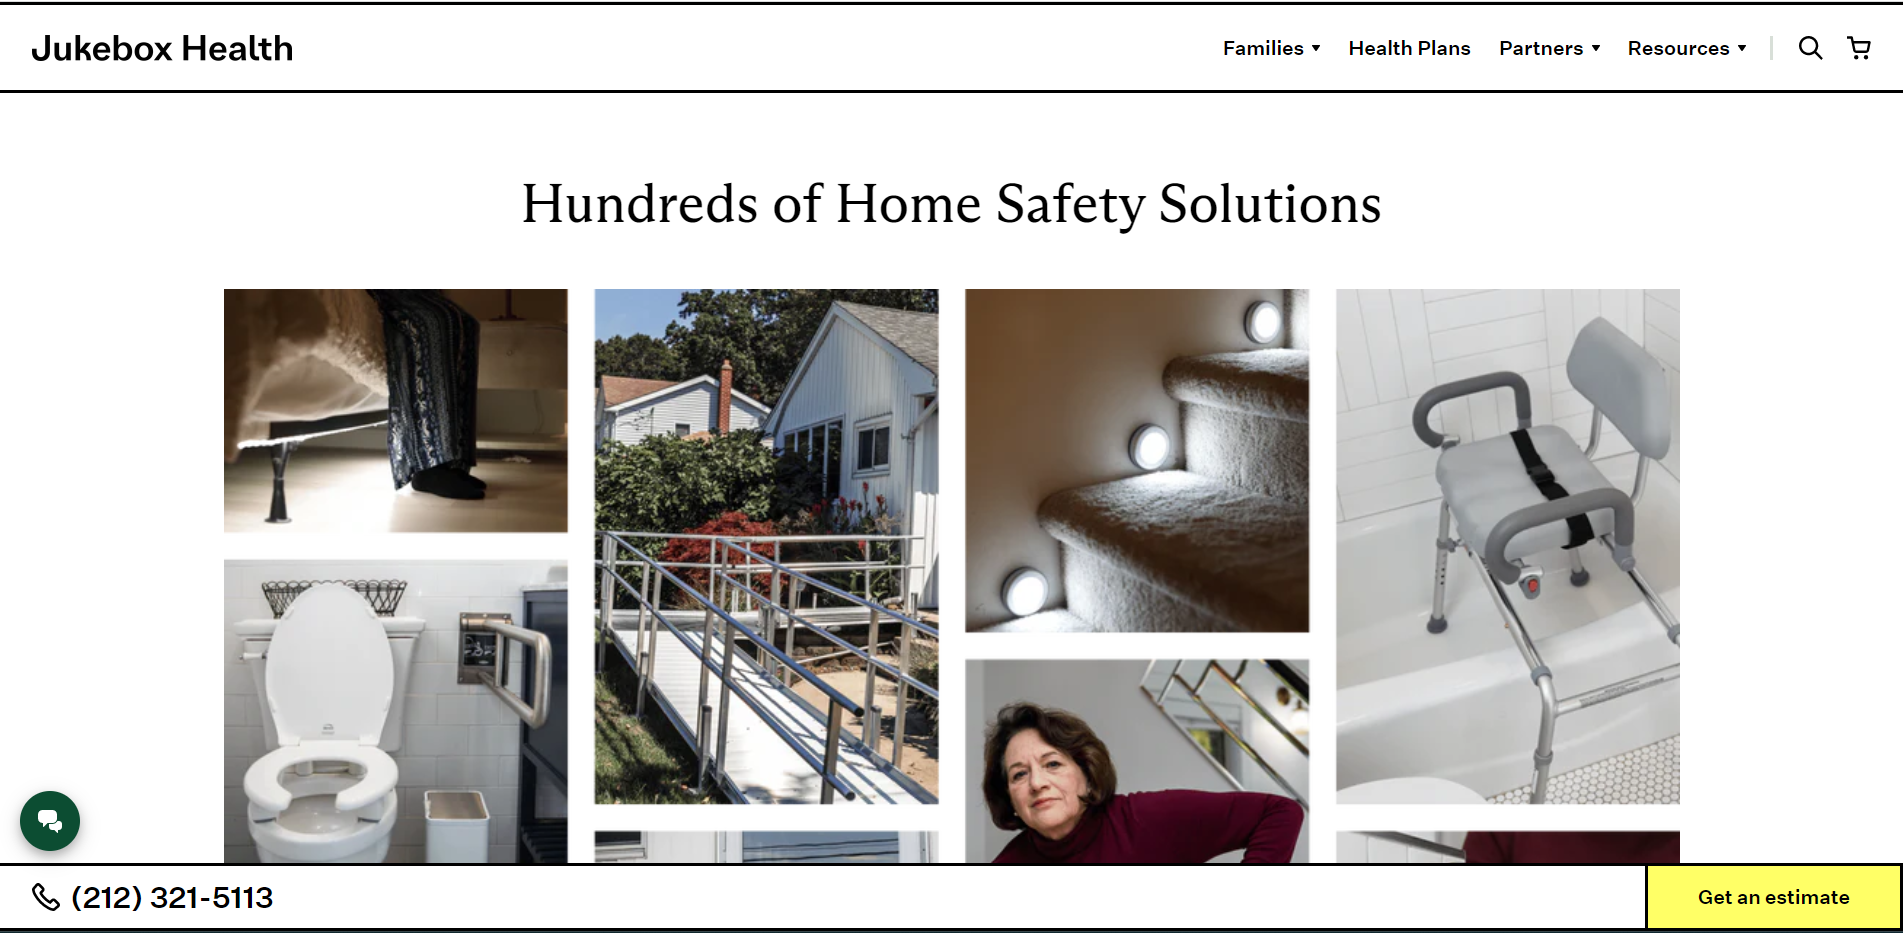 Jukebox Health
Families
Health Plans
Partners
Resources
Hundreds of Home Safety Solutions
(212) 321-5113
Get an estimate